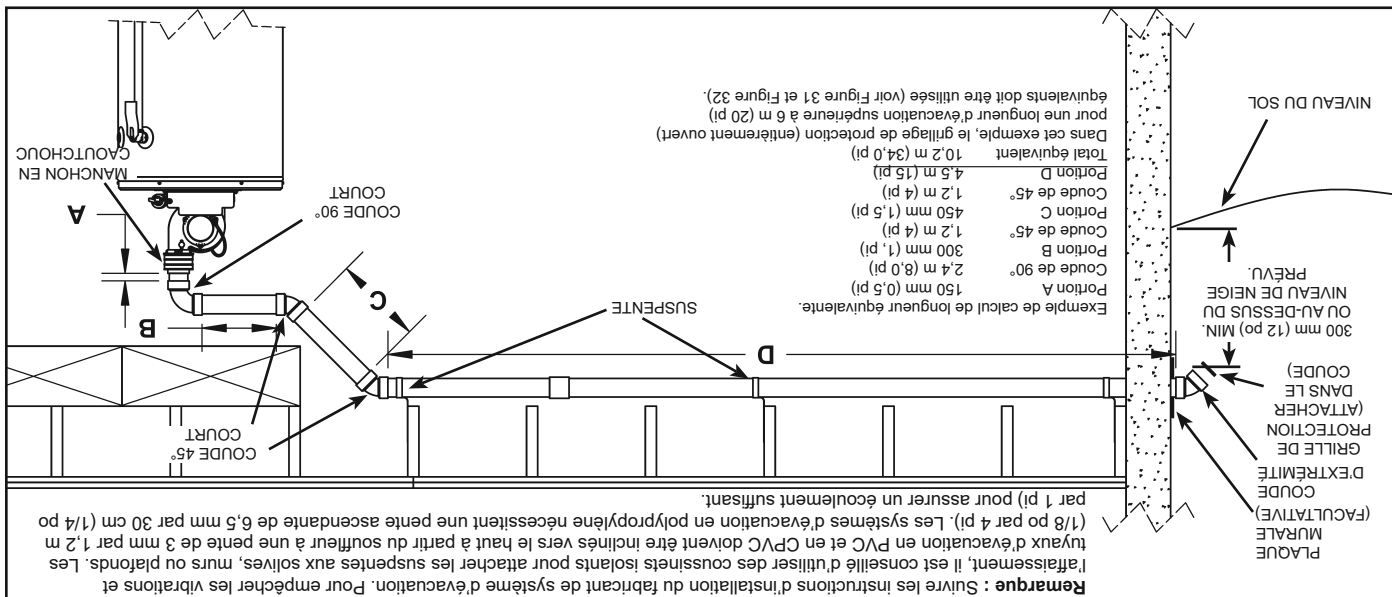 Remarque : Suivre les instructions d'installation du fabricant de système d'évacuation. Pour empêcher les vibrations et
l'affaissement, il est conseillé d'utiliser des coussinets isolants pour attacher les suspentes aux solives, murs ou plafonds. Les
tuyaux d'évacuation en PVC et en CPVC doivent être inclinés vers le haut à partir du souffleur à une pente de 3 mm par 1,2 m
(1/8 po par 4 pi). Les systèmes d'évacuation en polypropylène nécessitent une pente ascendante de 6,5 mm par 30 cm (1/4 po
par 1 pi) pour assurer un écoulement suffisant.
PLAQUE
MURALE
(FACULTATIVE)
COUDE
D'EXTRÉMITÉ
GRILLE DE
PROTECTION
(ATTACHER
DANS LE
COUDE)
300 mm (12 po) MIN.
OU AU-DESSUS DU
NIVEAU DE NEIGE
PRÉVU.
NIVEAU DU SOL
COUDE 45°
COURT
D
SUSPENTE
C
B
COUDE 90°
COURT
A
MANCHON EN
CAOUTCHOUC
Exemple de calcul de longueur équivalente.
Portion A 150 mm (0,5 pi)
Coude de 90° 2,4 m (8,0 pi)
Portion B 300 mm (1, pi)
Coude de 45° 1,2 m (4 pi)
Portion C 450 mm (1,5 pi)
Coude de 45° 1,2 m (4 pi)
Portion D 4,5 m (15 pi)
Total équivalent 10,2 m (34,0 pi)
Dans cet exemple, le grillage de protection (entièrement ouvert)
pour une longueur d'évacuation supérieure à 6 m (20 pi)
équivalents doit être utilisée (voir Figure 31 et Figure 32).